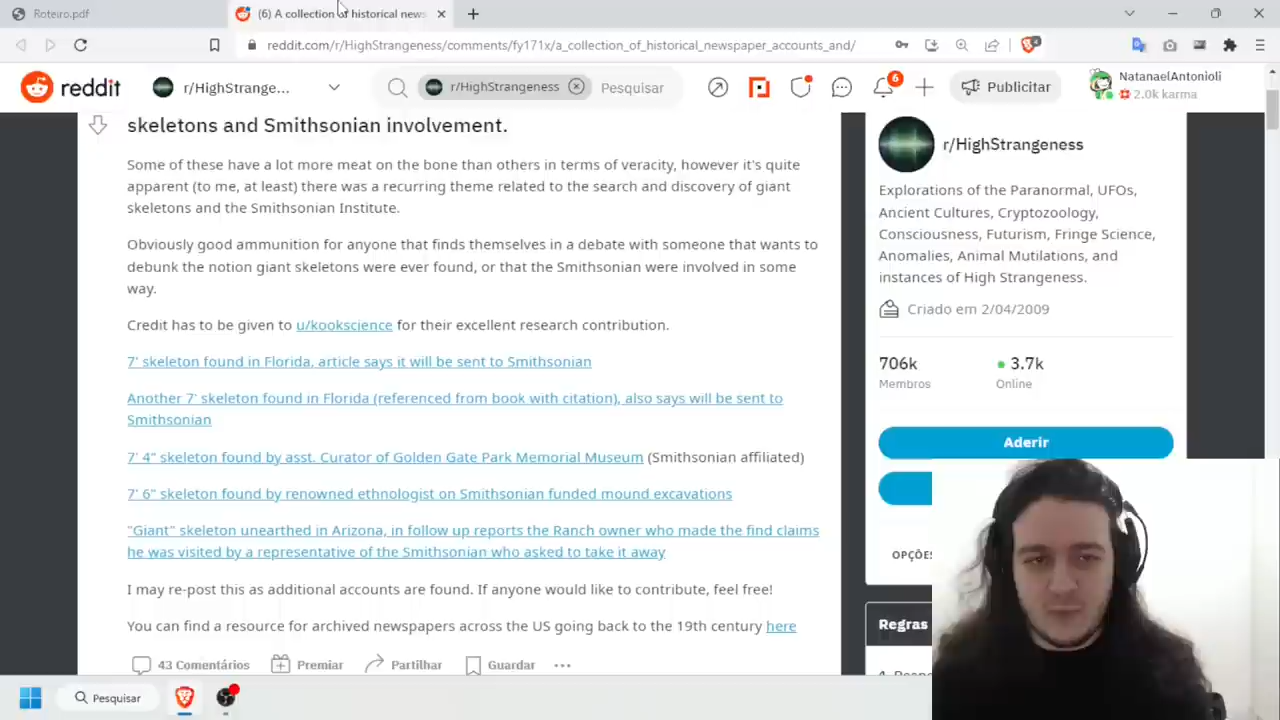 Roteiro.pdf
(6) A collection of historical news
reddit.com/r/HighStrangeness/comments/fy171x/a_collection_of_historical_newspaper_accounts_and/
reddit
r/HighStrange...
r/HighStrangeness
Pesquisar
6
Publicitar
NatanaelAntonioli
2.0k karma
skeletons and Smithsonian involvement.
Some of these have a lot more meat on the bone than others in terms of veracity, however it's quite
apparent (to me, at least) there was a recurring theme related to the search and discovery of giant
skeletons and the Smithsonian Institute.
Obviously good ammunition for anyone that finds themselves in a debate with someone that wants to
debunk the notion giant skeletons were ever found, or that the Smithsonian were involved in some
way.
Credit has to be given to u/kookscience for their excellent research contribution.
7' skeleton found in Florida, article says it will be sent to Smithsonian
Another 7' skeleton found in Florida (referenced from book with citation), also says will be sent to
Smithsonian
7' 4" skeleton found by asst. Curator of Golden Gate Park Memorial Museum (Smithsonian affiliated)
7' 6" skeleton found by renowned ethnologist on Smithsonian funded mound excavations
"Giant" skeleton unearthed in Arizona, in follow up reports the Ranch owner who made the find claims
he was visited by a representative of the Smithsonian who asked to take it away
I may re-post this as additional accounts are found. If anyone would like to contribute, feel free!
You can find a resource for archived newspapers across the US going back to the 19th century here
43 Comentários
Premiar
Partilhar
Guardar
r/HighStrangeness
Explorations of the Paranormal, UFOs,
Ancient Cultures, Cryptozoology,
Consciousness, Futurism, Fringe Science,
Anomalies, Animal Mutilations, and
instances of High Strangeness.
Criado em 2/04/2009
706k
Membros
3.7k
Online
Aderir
OPÇÕES
Regras
Pesquisar